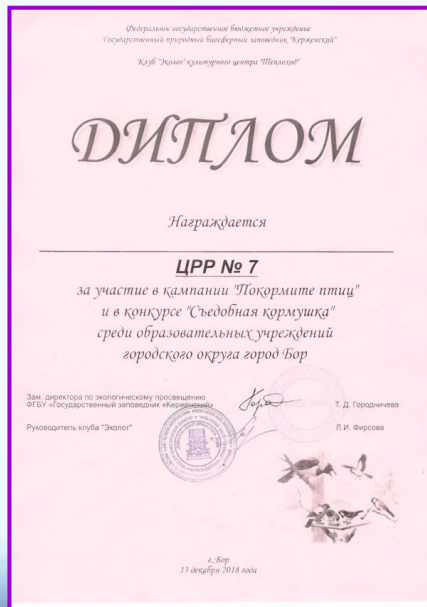 Федеральное государственное бюджетное учреждение
"Государственный природный биосферный заповедник "Керженский"
Клуб "Эколог" культурного центра "Теплоход"
ДИПЛОМ
Награждается
ЦРР № 7
за участие в кампании "Покормите птиц"
и в конкурсе "Съедобная кормушка"
среди образовательных учреждений
городского округа город Бор
Зам. директора по экологическому просвещению
ФГБУ «Государственный заповедник «Керженский» Т. Д. Городничева
Руководитель клуба "Эколог" Л.И. Фирсова
г. Бор
13 декабря 2018 года